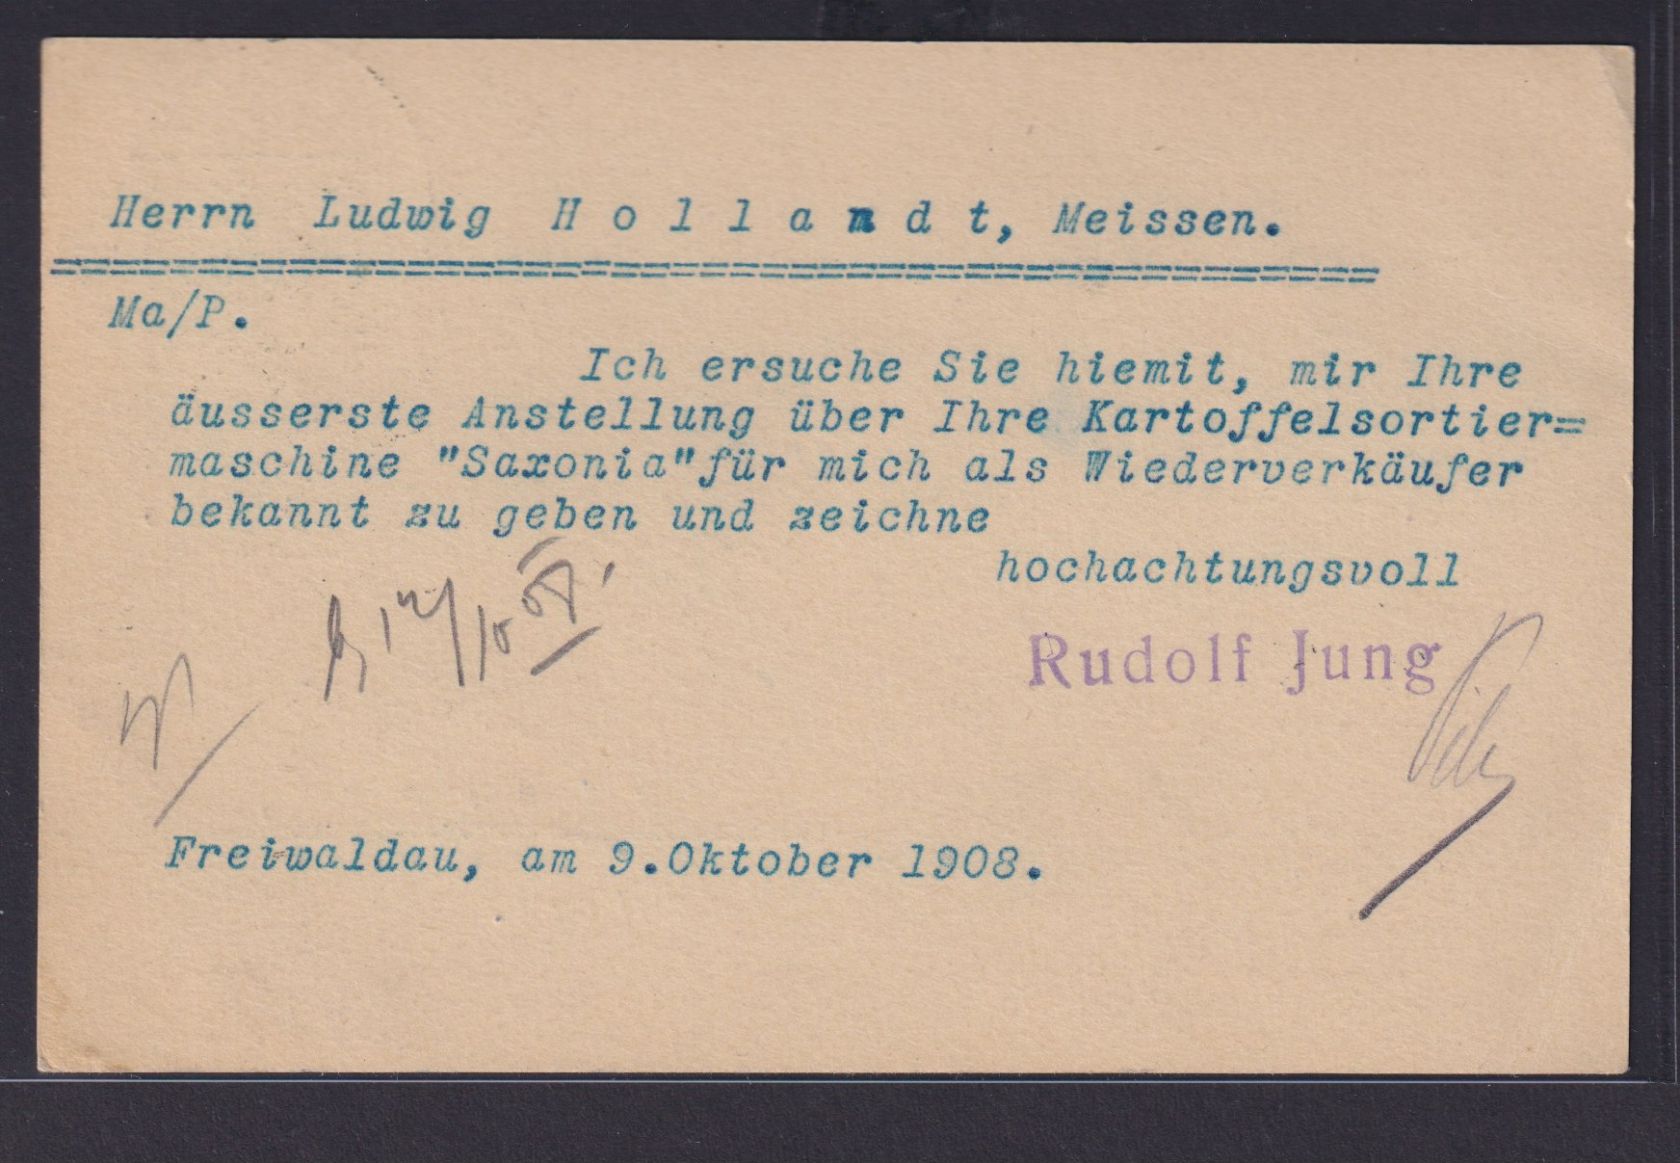 Herrn Ludwig H o l l a n d t, Meissen.
Ma/P.
Ich ersuche Sie hiemit, mir Ihre
äusserste Anstellung über Ihre Kartoffelsortier=
maschine "Saxonia"für mich als Wiederverkäufer
bekannt zu geben und zeichne
hochachtungsvoll
Rudolf Jung
Freiwaldau, am 9.Oktober 1908.